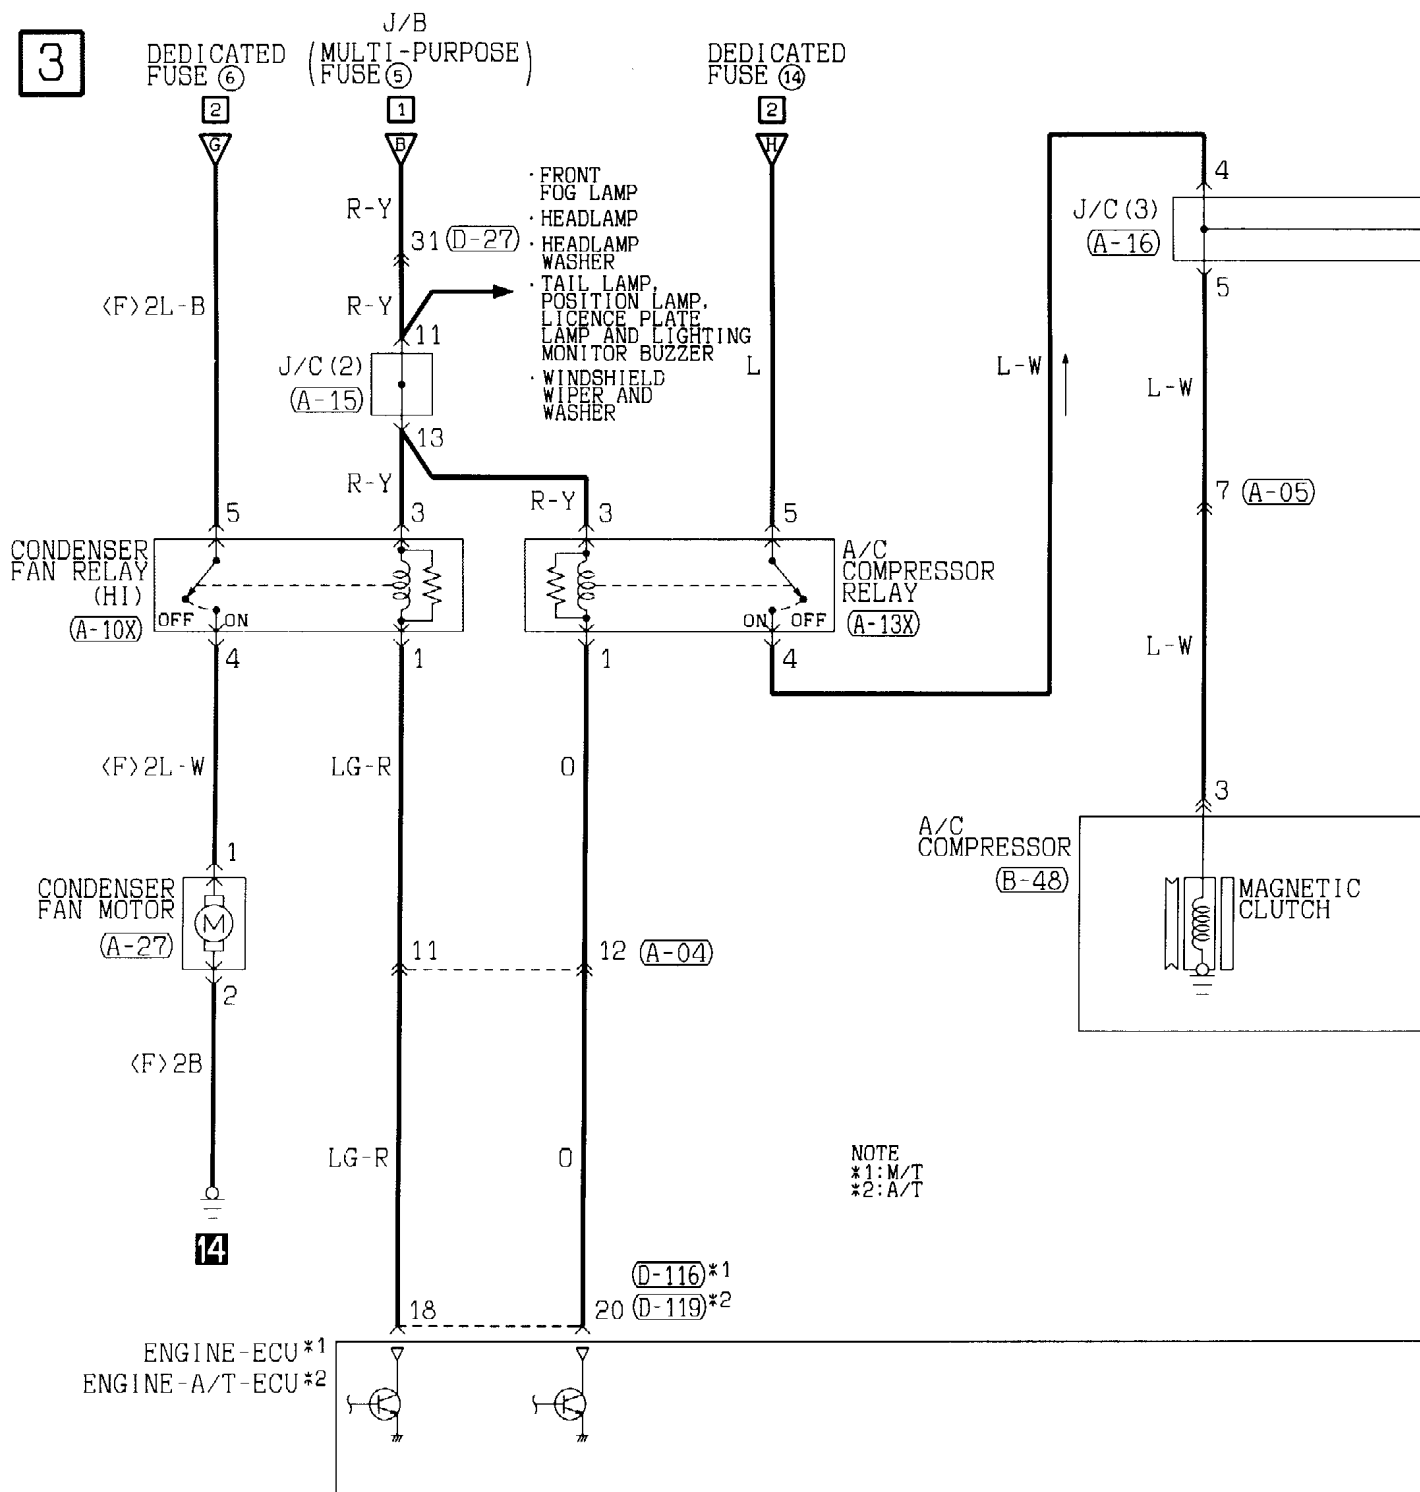 3
J/B
DEDICATED
FUSE ⑥
(MULTI-PURPOSE
FUSE ⑤)
DEDICATED
FUSE ⑭
2
1
2
G
B
H
4
· FRONT
FOG LAMP
· HEADLAMP
· HEADLAMP
WASHER
· TAIL LAMP,
POSITION LAMP,
LICENCE PLATE
LAMP AND LIGHTING
MONITOR BUZZER
· WINDSHIELD
WIPER AND
WASHER
R-Y
31 (D-27)
J/C (3)
(A-16)
5
<F>2L-B
R-Y
11
J/C (2)
(A-15)
L
L-W
L-W
13
R-Y
R-Y
7 (A-05)
5
3
3
5
CONDENSER
FAN RELAY
(HI)
(A-10X)
OFF
ON
A/C
COMPRESSOR
RELAY
(A-13X)
ON
OFF
4
1
1
4
L-W
<F>2L-W
LG-R
O
3
A/C
COMPRESSOR
(B-48)
MAGNETIC
CLUTCH
1
CONDENSER
FAN MOTOR
(A-27)
M
11
12 (A-04)
2
<F>2B
LG-R
O
NOTE
*1:M/T
*2:A/T
14
(D-116)*1
18
20 (D-119)*2
ENGINE-ECU*1
ENGINE-A/T-ECU*2